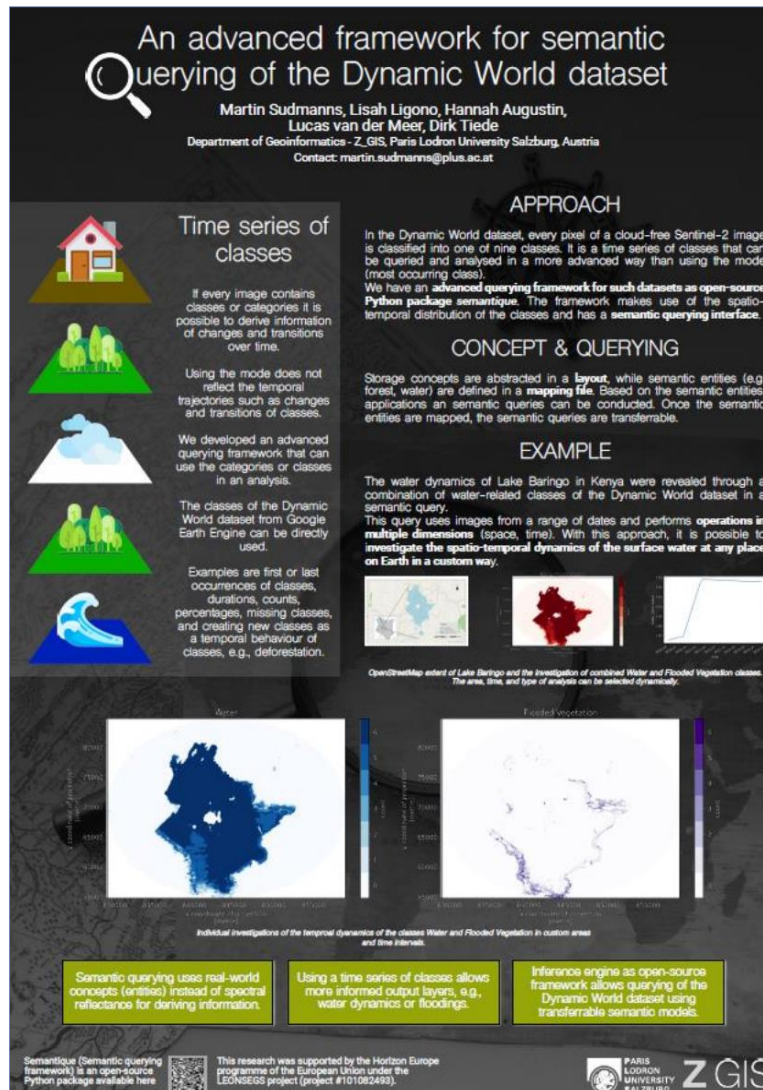 An advanced framework for semantic
Querying of the Dynamic World dataset
Martin Sudmanns, Lisah Ligono, Hannah Augustin,
Lucas van der Meer, Dirk Tiede
Department of Geoinformatics - Z_GIS, Paris Lodron University Salzburg, Austria
Contact: martin.sudmanns@plus.ac.at
Time series of
classes
If every image contains
classes or categories it is
possible to derive information
of changes and transitions
over time.
Using the mode does not
reflect the temporal
trajectories such as changes
and transitions of classes.
We developed an advanced
querying framework that can
use the categories or classes
in an analysis.
The classes of the Dynamic
World dataset from Google
Earth Engine can be directly
used.
Examples are first or last
occurrences of classes,
durations, counts,
percentages, missing classes,
and creating new classes as
a temporal behaviour of
classes, e.g., deforestation.
APPROACH
In the Dynamic World dataset, every pixel of a cloud-free Sentinel-2 image
is classified into one of nine classes. It is a time series of classes that can
be queried and analysed in a more advanced way than using the mode
(most occurring class).
We have an advanced querying framework for such datasets as open-source
Python package semantique. The framework makes use of the spatio-
temporal distribution of the classes and has a semantic querying interface.
CONCEPT & QUERYING
Storage concepts are abstracted in a layout, while semantic entities (e.g
forest, water) are defined in a mapping file. Based on the semantic entities
applications an semantic queries can be conducted. Once the semantic
entities are mapped, the semantic queries are transferrable.
EXAMPLE
The water dynamics of Lake Baringo in Kenya were revealed through a
combination of water-related classes of the Dynamic World dataset in a
semantic query.
This query uses images from a range of dates and performs operations in
multiple dimensions (space, time). With this approach, it is possible to
investigate the spatio-temporal dynamics of the surface water at any place
on Earth in a custom way.
OpenStreetMap extent of Lake Baringo and the investigation of combined Water and Flooded Vegetation classes.
The area, time, and type of analysis can be selected dynamically.
Water
Flooded vegetation
Individual investigations of the temproal dyanamics of the classes Water and Flooded Vegetation in custom areas
and time intervals.
Semantic querying uses real-world
concepts (entities) instead of spectral
reflectance for deriving information.
Using a time series of classes allows
more informed output layers, e.g.,
water dynamics or floodings.
Inference engine as open-source
framework allows querying of the
Dynamic World dataset using
transferrable semantic models.
Semantique (Semantic querying
framework) is an open-source
Python package available here
This research was supported by the Horizon Europe
programme of the European Union under the
LEONSEGS project (project #101082493).
PARIS
LODRON
UNIVERSITY
SALZBURG
Z GIS